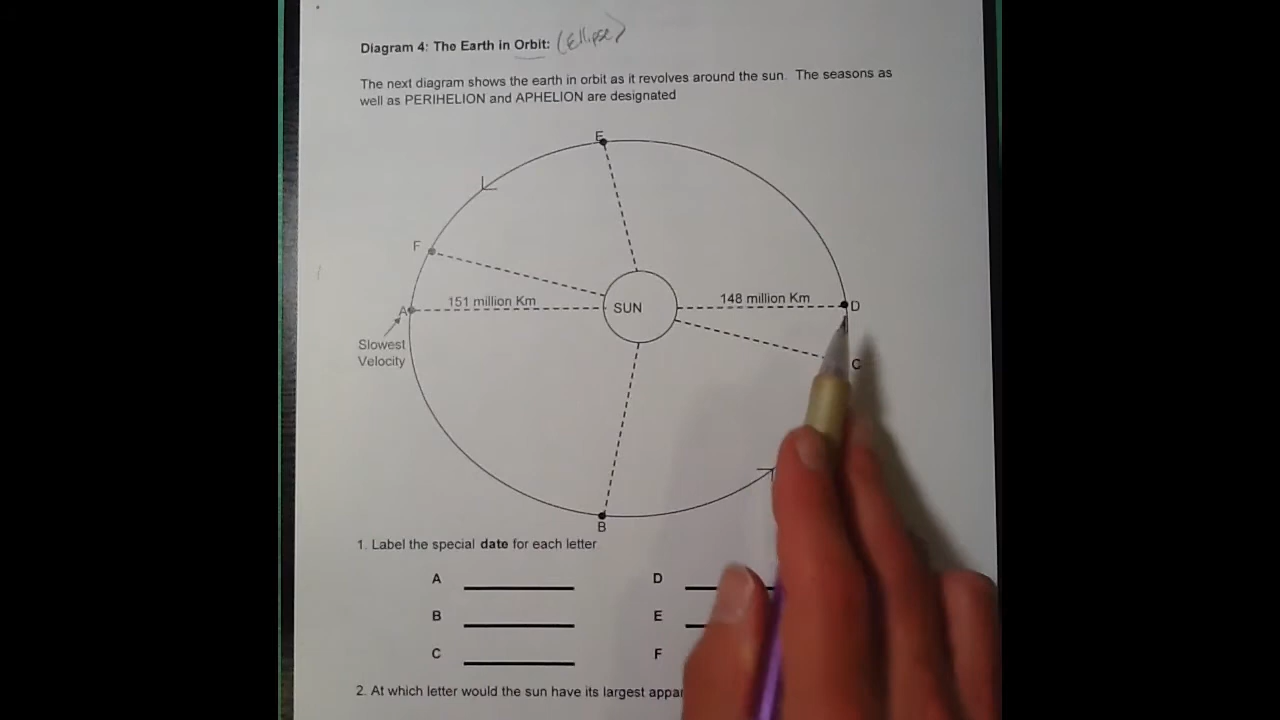 Diagram 4: The Earth in Orbit: (Ellipse)
The next diagram shows the earth in orbit as it revolves around the sun. The seasons as
well as PERIHELION and APHELION are designated
E
F
A
151 million Km
SUN
148 million Km
D
Slowest
Velocity
C
B
1. Label the special date for each letter
A D
B E
C F
2. At which letter would the sun have its largest